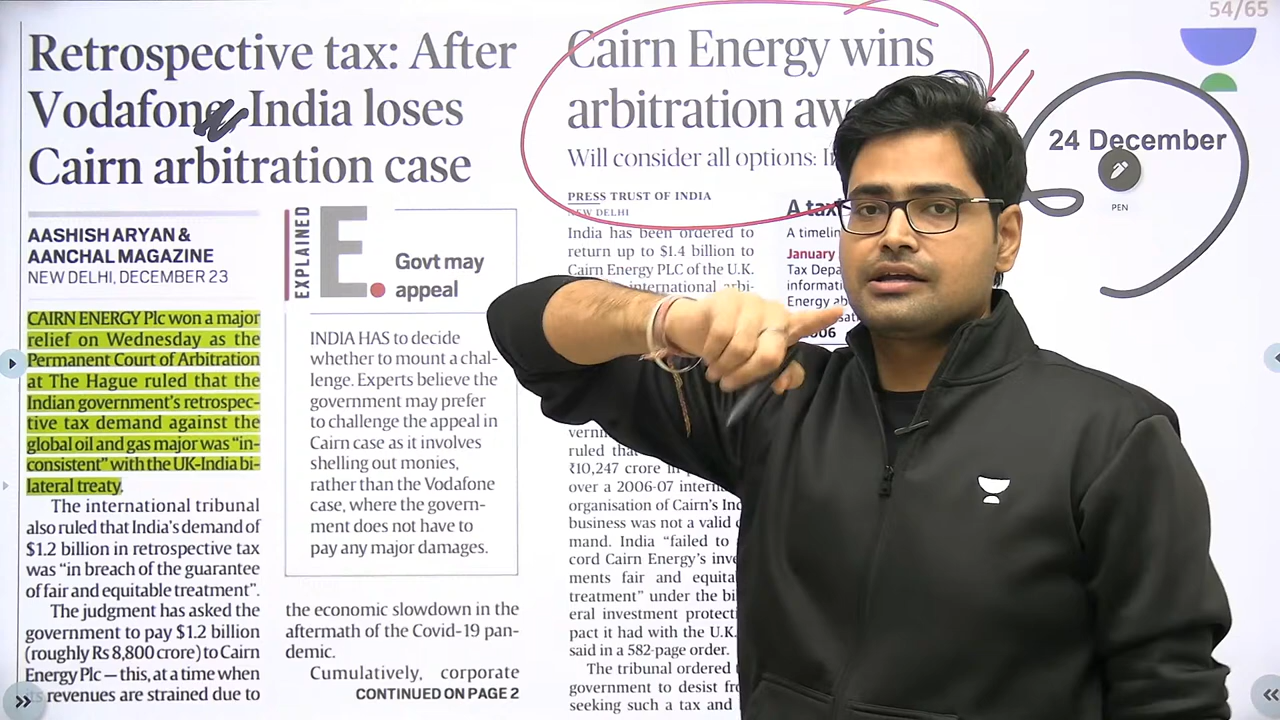 54/65
Retrospective tax: After
Vodafone, India loses
Cairn arbitration case
AASHISH ARYAN &
AANCHAL MAGAZINE
NEW DELHI, DECEMBER 23
CAIRN ENERGY Plc won a major
relief on Wednesday as the
Permanent Court of Arbitration
at The Hague ruled that the
Indian government's retrospec-
tive tax demand against the
global oil and gas major was "in-
consistent" with the UK-India bi-
lateral treaty.
The international tribunal
also ruled that India's demand of
$1.2 billion in retrospective tax
was "in breach of the guarantee
of fair and equitable treatment".
The judgment has asked the
government to pay $1.2 billion
(roughly Rs 8,800 crore) to Cairn
Energy Plc — this, at a time when
its revenues are strained due to
EXPLAINED
E.
Govt may
appeal
INDIA HAS to decide
whether to mount a chal-
lenge. Experts believe the
government may prefer
to challenge the appeal in
Cairn case as it involves
shelling out monies,
rather than the Vodafone
case, where the govern-
ment does not have to
pay any major damages.
the economic slowdown in the
aftermath of the Covid-19 pan-
demic.
Cumulatively, corporate
CONTINUED ON PAGE 2
Cairn Energy wins
arbitration
Will consider all options:
PRESS TRUST OF INDIA
NEW DELHI
India has been ordered to
return up to $1.4 billion to
Cairn Energy PLC of the U.K.
international arbi-
ruled that
₹10,247 crore in
over a 2006-07
organisation of Cairn's
business was not a valid
mand. India "failed to
cord Cairn Energy's
ments fair and
treatment" under the
eral investment
pact it had with the U.K.
said in a 582-page order.
The tribunal ordered
government to desist
seeking such a tax and
A
A timeli
January
Tax
informati
Energy
24 December
PEN